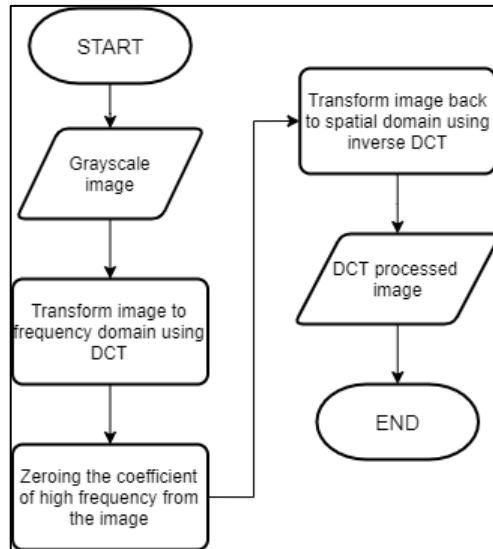 START
Grayscale
image
Transform image to
frequency domain using
DCT
Zeroing the coefficient
of high frequency from
the image
Transform image back
to spatial domain using
inverse DCT
DCT processed
image
END